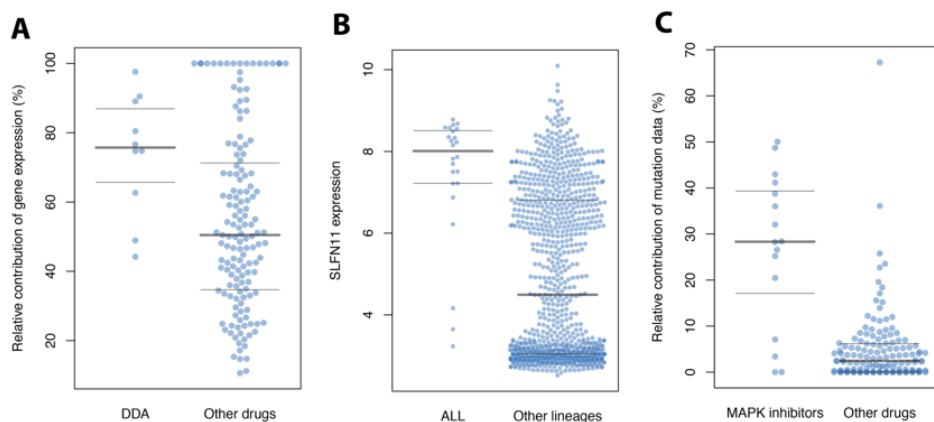 A
Relative contribution of gene expression (%)
100
80
60
40
20
DDA Other drugs
B
SLFN11 expression
10
8
6
4
ALL Other lineages
C
Relative contribution of mutation data (%)
70
60
50
40
30
20
10
0
MAPK inhibitors Other drugs